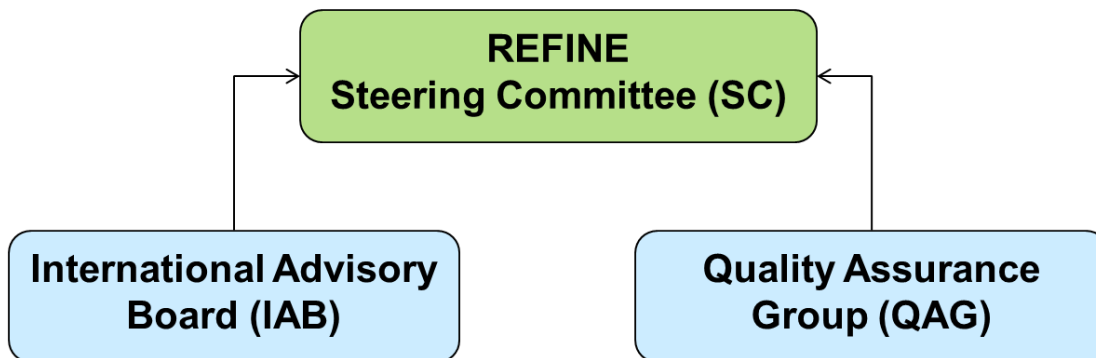 REFINE
Steering Committee (SC)
International Advisory
Board (IAB)
Quality Assurance
Group (QAG)